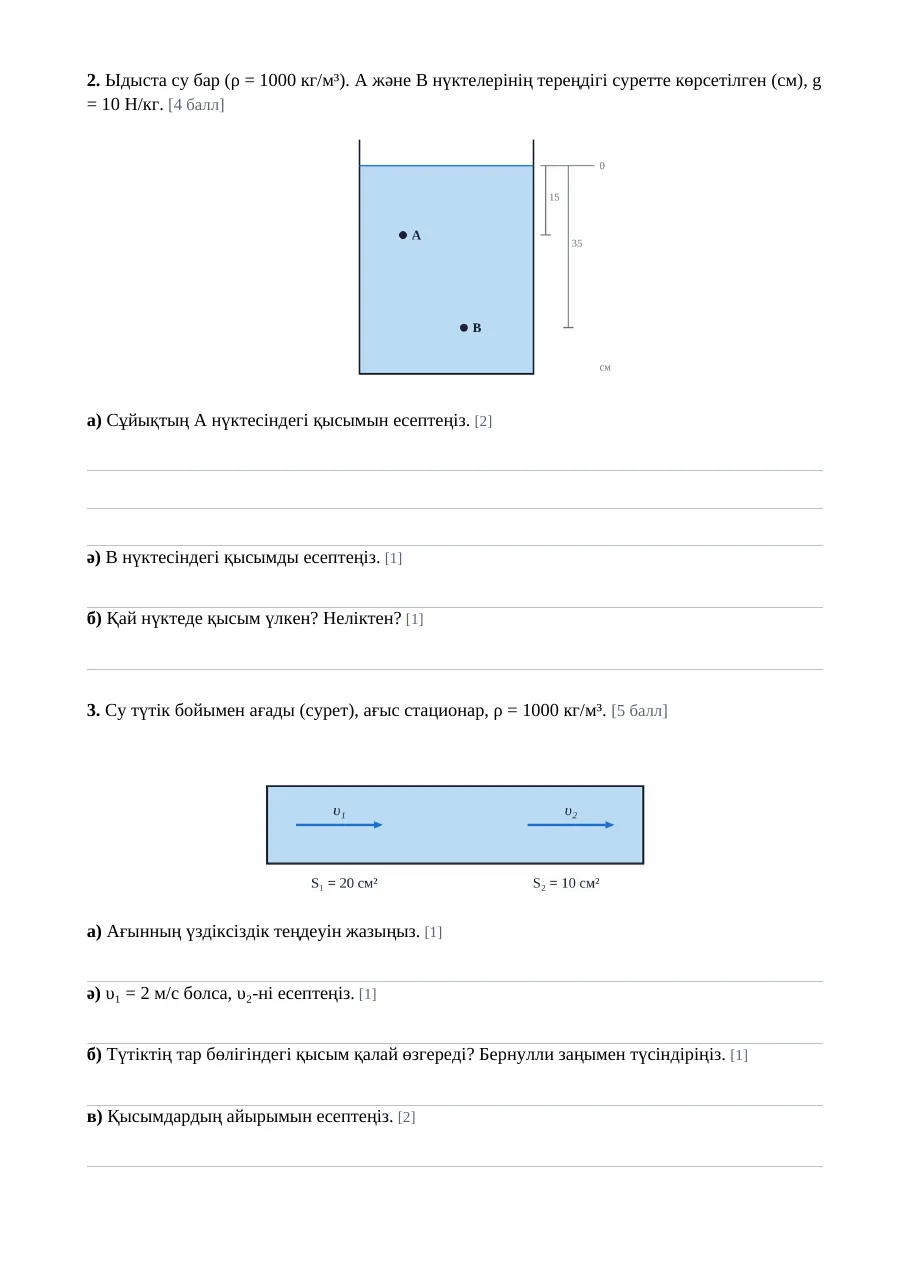 2. Ыдыста су бар (ρ = 1000 кг/м³). А және В нүктелерінің тереңдігі суретте көрсетілген (см), g
= 10 Н/кг. [4 балл]
0
15
A
35
B
см
а) Сұйықтың А нүктесіндегі қысымын есептеңіз. [2]
ә) В нүктесіндегі қысымды есептеңіз. [1]
б) Қай нүктеде қысым үлкен? Неліктен? [1]
3. Су түтік бойымен ағады (сурет), ағыс стационар, ρ = 1000 кг/м³. [5 балл]
υ₁ υ₂
S₁ = 20 см² S₂ = 10 см²
а) Ағынның үздіксіздік теңдеуін жазыңыз. [1]
ә) υ₁ = 2 м/с болса, υ₂-ні есептеңіз. [1]
б) Түтіктің тар бөлігіндегі қысым қалай өзгереді? Бернулли заңымен түсіндіріңіз. [1]
в) Қысымдардың айырымын есептеңіз. [2]